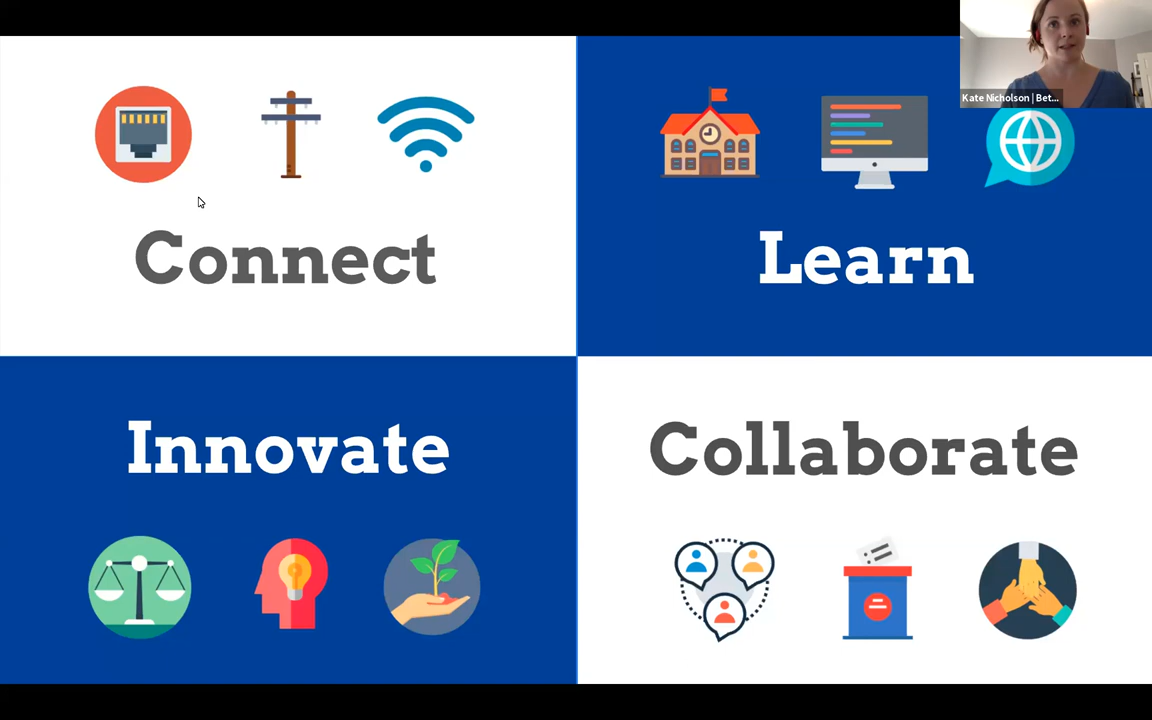 Kate Nicholson | Bet...
Connect
Learn
Innovate
Collaborate